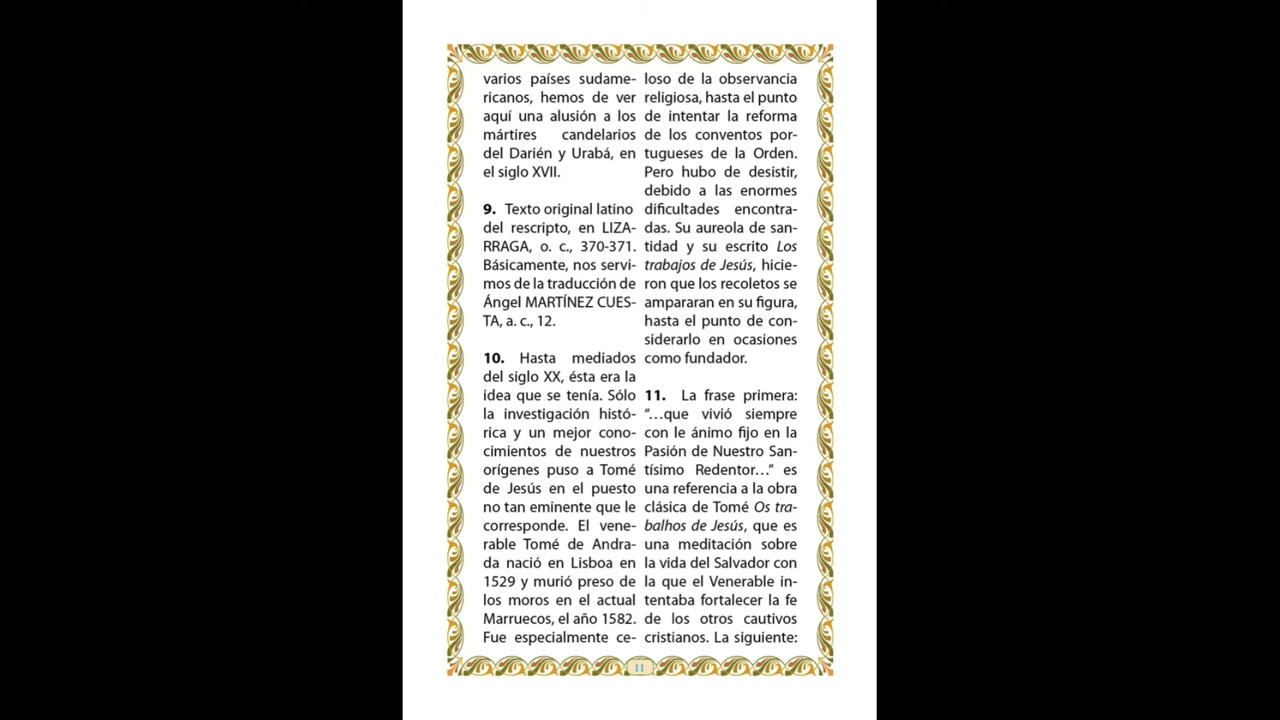 varios países sudame-
ricanos, hemos de ver
aquí una alusión a los
mártires candelarios
del Darién y Urabá, en
el siglo XVII.
9. Texto original latino
del rescripto, en LIZA-
RRAGA, o. c., 370-371.
Básicamente, nos servi-
mos de la traducción de
Ángel MARTÍNEZ CUES-
TA, a. c., 12.
10. Hasta mediados
del siglo XX, ésta era la
idea que se tenía. Sólo
la investigación histó-
rica y un mejor cono-
cimientos de nuestros
orígenes puso a Tomé
de Jesús en el puesto
no tan eminente que le
corresponde. El vene-
rable Tomé de Andra-
da nació en Lisboa en
1529 y murió preso de
los moros en el actual
Marruecos, el año 1582.
Fue especialmente ce-
loso de la observancia
religiosa, hasta el punto
de intentar la reforma
de los conventos por-
tugueses de la Orden.
Pero hubo de desistir,
debido a las enormes
dificultades encontra-
das. Su aureola de san-
tidad y su escrito Los
trabajos de Jesús, hicie-
ron que los recoletos se
ampararan en su figura,
hasta el punto de con-
siderarlo en ocasiones
como fundador.
11. La frase primera:
“…que vivió siempre
con le ánimo fijo en la
Pasión de Nuestro San-
tísimo Redentor…” es
una referencia a la obra
clásica de Tomé Os tra-
balhos de Jesús, que es
una meditación sobre
la vida del Salvador con
la que el Venerable in-
tentaba fortalecer la fe
de los otros cautivos
cristianos. La siguiente:
11